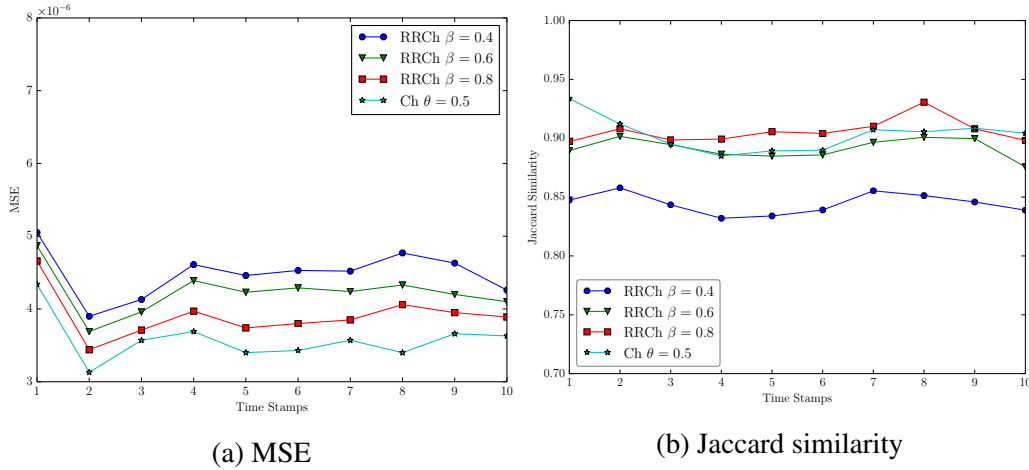 ×10⁻⁶
8
7
6
5
4
3
MSE
1 2 3 4 5 6 7 8 9 10
Time Stamps
RRCh β = 0.4
RRCh β = 0.6
RRCh β = 0.8
Ch θ = 0.5
(a) MSE
1.00
0.95
0.90
0.85
0.80
0.75
0.70
Jaccard Similarity
RRCh β = 0.4
RRCh β = 0.6
RRCh β = 0.8
Ch θ = 0.5
1 2 3 4 5 6 7 8 9 10
Time Stamps
(b) Jaccard similarity